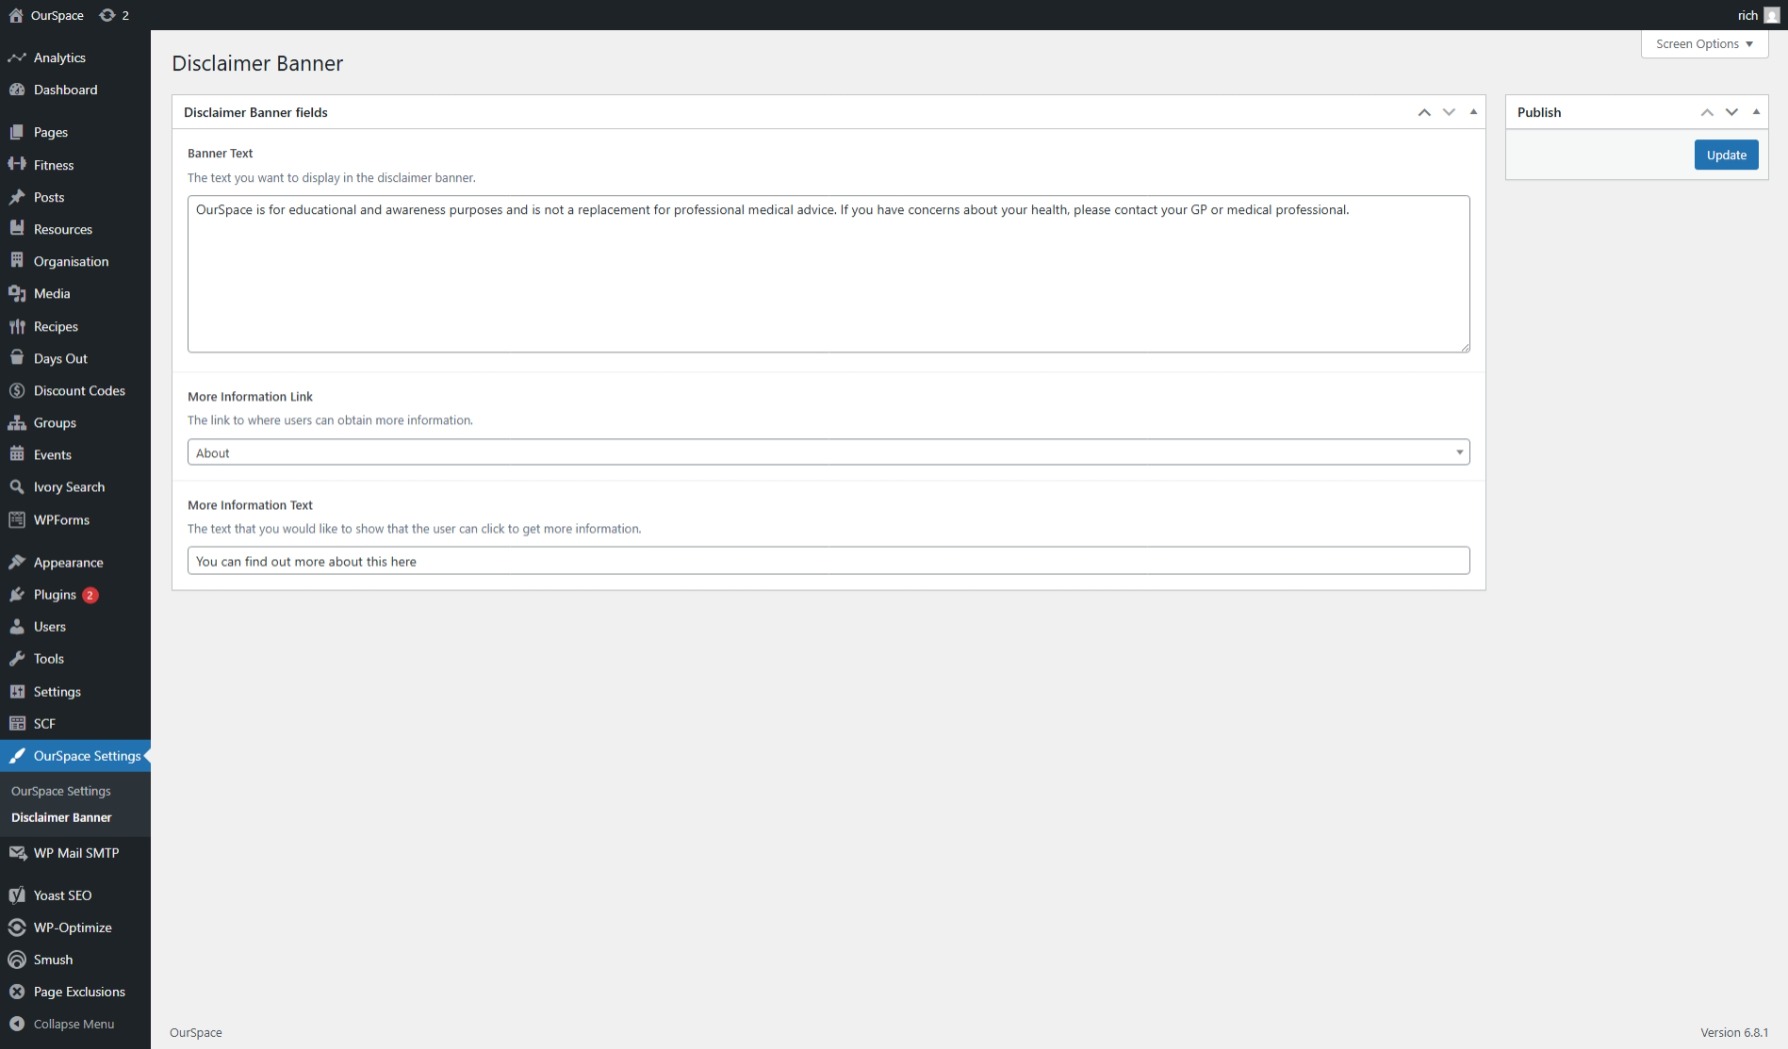 OurSpace
2
rich
Screen Options
Analytics
Dashboard
Pages
Fitness
Posts
Resources
Organisation
Media
Recipes
Days Out
Discount Codes
Groups
Events
Ivory Search
WPForms
Appearance
Plugins 2
Users
Tools
Settings
SCF
OurSpace Settings
OurSpace Settings
Disclaimer Banner
WP Mail SMTP
Yoast SEO
WP-Optimize
Smush
Page Exclusions
Collapse Menu
Disclaimer Banner
Disclaimer Banner fields
Banner Text
The text you want to display in the disclaimer banner.
OurSpace is for educational and awareness purposes and is not a replacement for professional medical advice. If you have concerns about your health, please contact your GP or medical professional.
More Information Link
The link to where users can obtain more information.
About
More Information Text
The text that you would like to show that the user can click to get more information.
You can find out more about this here
Publish
Update
OurSpace
Version 6.8.1